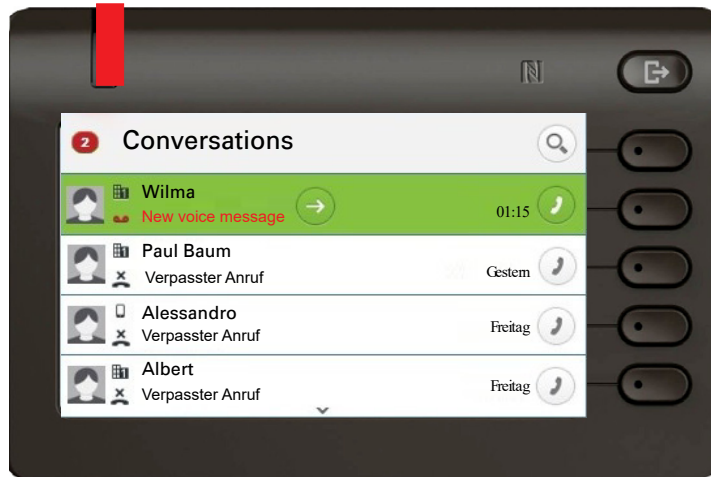 2 Conversations
Wilma
New voice message
01:15
Paul Baum
Verpasster Anruf
Gestern
Alessandro
Verpasster Anruf
Freitag
Albert
Verpasster Anruf
Freitag